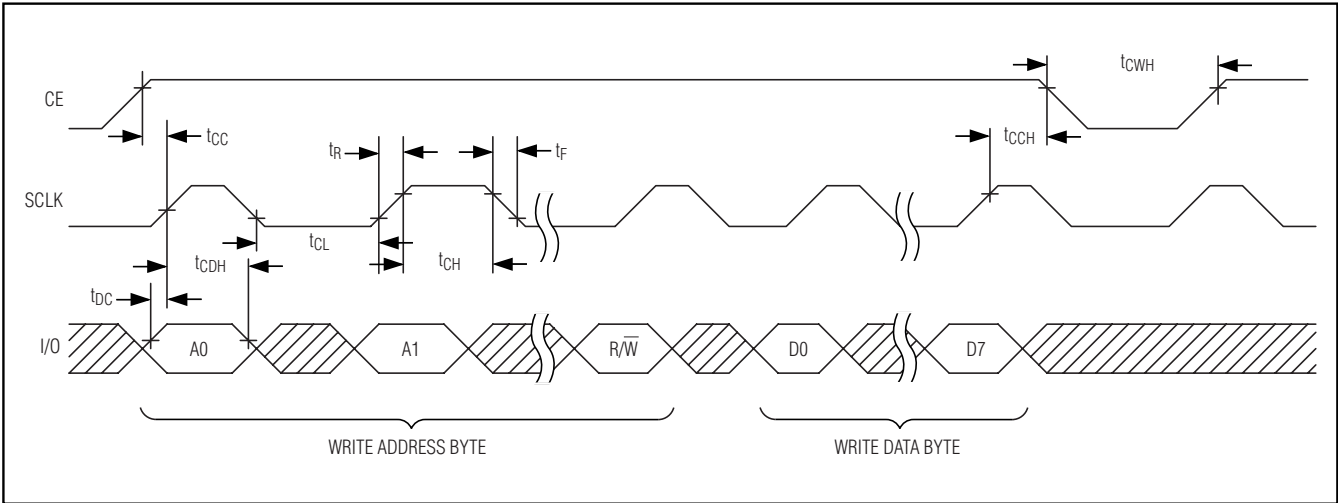 CE
tCWH
tCC
tR
tF
tCCH
SCLK
tCL
tCDH
tCH
tDC
I/O
A0
A1
R/W̅
D0
D7
WRITE ADDRESS BYTE
WRITE DATA BYTE